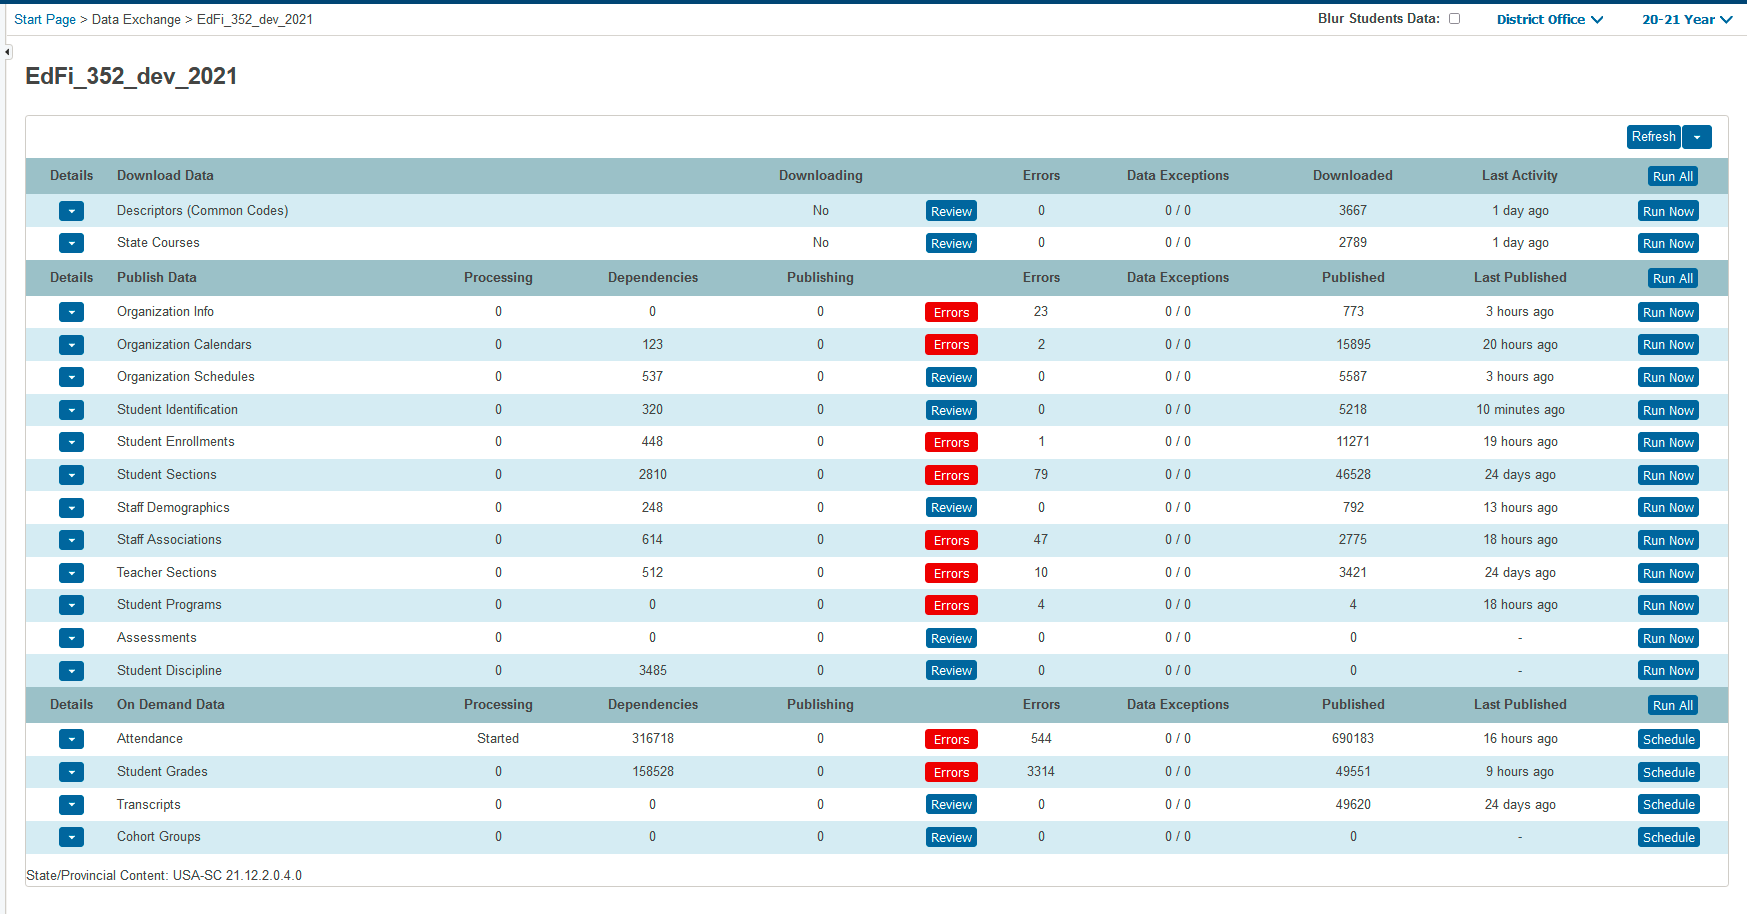 Start Page > Data Exchange > EdFi_352_dev_2021 Blur Students Data: District Office 20-21 Year
EdFi_352_dev_2021
Refresh
Details Download Data Downloading Errors Data Exceptions Downloaded Last Activity Run All
Descriptors (Common Codes) No Review 0 0 / 0 3667 1 day ago Run Now
State Courses No Review 0 0 / 0 2789 1 day ago Run Now
Details Publish Data Processing Dependencies Publishing Errors Data Exceptions Published Last Published Run All
Organization Info 0 0 0 Errors 23 0 / 0 773 3 hours ago Run Now
Organization Calendars 0 123 0 Errors 2 0 / 0 15895 20 hours ago Run Now
Organization Schedules 0 537 0 Review 0 0 / 0 5587 3 hours ago Run Now
Student Identification 0 320 0 Review 0 0 / 0 5218 10 minutes ago Run Now
Student Enrollments 0 448 0 Errors 1 0 / 0 11271 19 hours ago Run Now
Student Sections 0 2810 0 Errors 79 0 / 0 46528 24 days ago Run Now
Staff Demographics 0 248 0 Review 0 0 / 0 792 13 hours ago Run Now
Staff Associations 0 614 0 Errors 47 0 / 0 2775 18 hours ago Run Now
Teacher Sections 0 512 0 Errors 10 0 / 0 3421 24 days ago Run Now
Student Programs 0 0 0 Errors 4 0 / 0 4 18 hours ago Run Now
Assessments 0 0 0 Review 0 0 / 0 0 - Run Now
Student Discipline 0 3485 0 Review 0 0 / 0 0 - Run Now
Details On Demand Data Processing Dependencies Publishing Errors Data Exceptions Published Last Published Run All
Attendance Started 316718 0 Errors 544 0 / 0 690183 16 hours ago Schedule
Student Grades 0 158528 0 Errors 3314 0 / 0 49551 9 hours ago Schedule
Transcripts 0 0 0 Review 0 0 / 0 49620 24 days ago Schedule
Cohort Groups 0 0 0 Review 0 0 / 0 0 - Schedule
State/Provincial Content: USA-SC 21.12.2.0.4.0